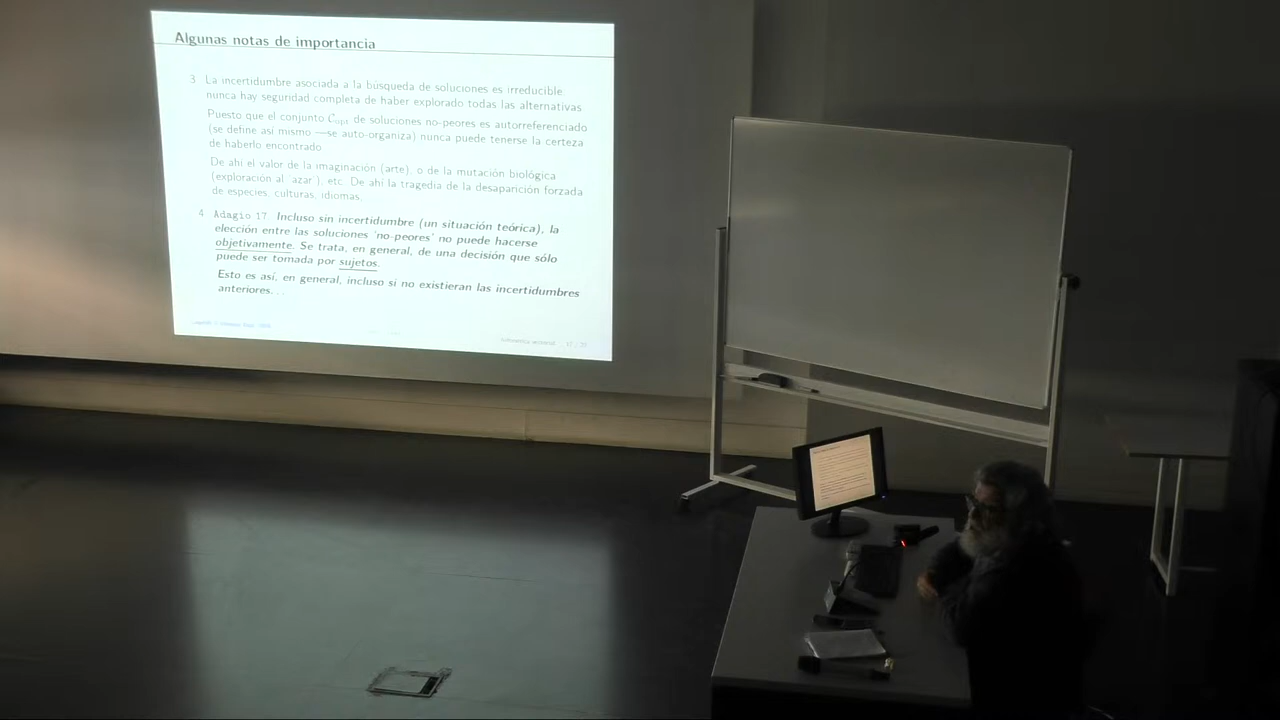 Algunas notas de importancia
3 La incertidumbre asociada a la búsqueda de soluciones es irreducible
nunca hay seguridad completa de haber explorado todas las alternativas
Puesto que el conjunto Copt de soluciones no-peores es autorreferenciado
(se define así mismo —se auto-organiza) nunca puede tenerse la certeza
de haberlo encontrado
De ahí el valor de la imaginación (arte), o de la mutación biológica
(exploración al 'azar'), etc. De ahí la tragedia de la desaparición forzada
de especies, culturas, idiomas.
4 Adagio 17 Incluso sin incertidumbre (un situación teórica), la
elección entre las soluciones 'no-peores' no puede hacerse
objetivamente. Se trata, en general, de una decisión que sólo
puede ser tomada por sujetos.
Esto es así, en general, incluso si no existieran las incertidumbres
anteriores...